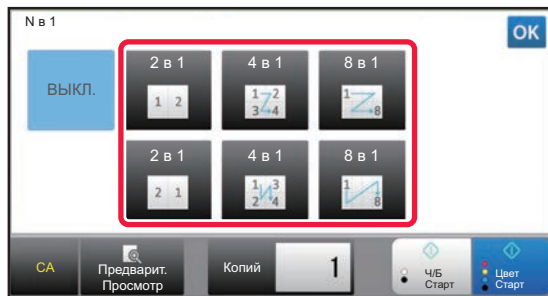 N в 1
OK
ВЫКЛ.
2 в 1
1 2
4 в 1
1 2
3 4
8 в 1
1
8
2 в 1
2 1
4 в 1
1 3
2 4
8 в 1
1
8
CA
Предварит.
Просмотр
Копий
1
Ч/Б
Старт
Цвет
Старт